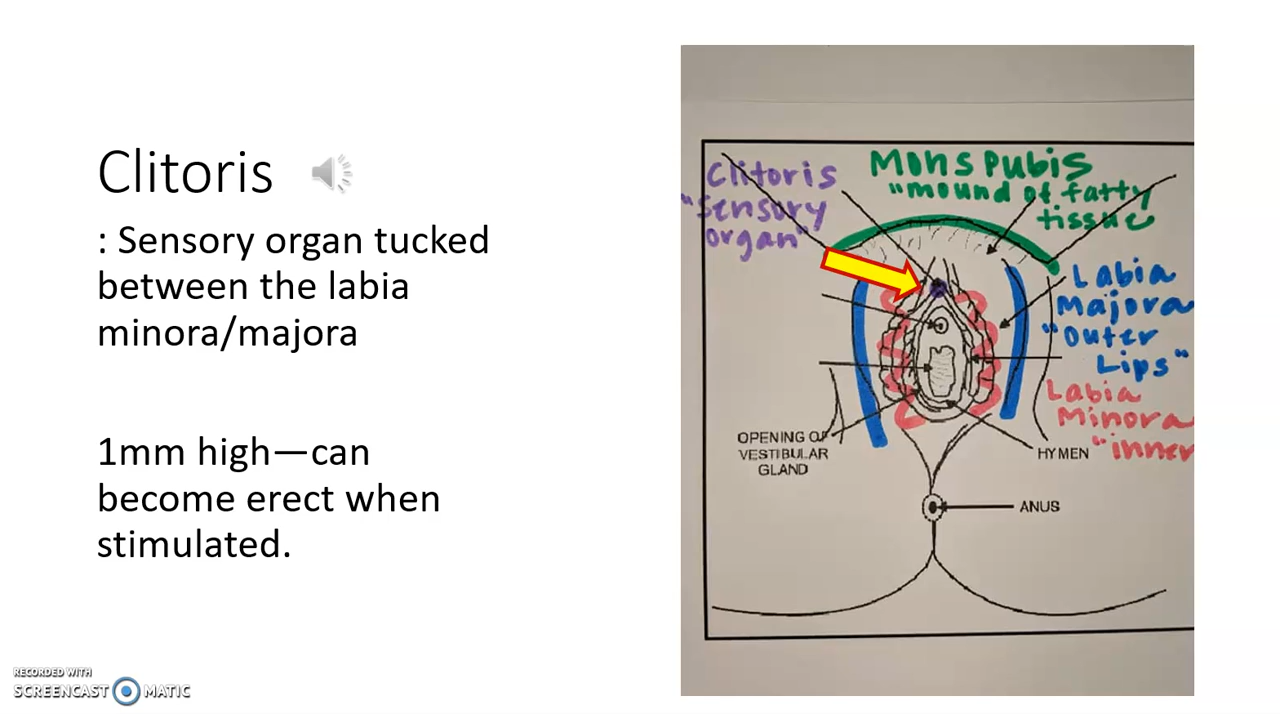 Clitoris
: Sensory organ tucked
between the labia
minora/majora
1mm high—can
become erect when
stimulated.
Clitoris
"Sensory
organ"
Mons pubis
"mound of fatty
tissue
Labia
Majora
"outer
Lips"
Labia
Minora
"inner
OPENING OF
VESTIBULAR
GLAND
HYMEN
ANUS
RECORDED WITH
SCREENCAST MATIC